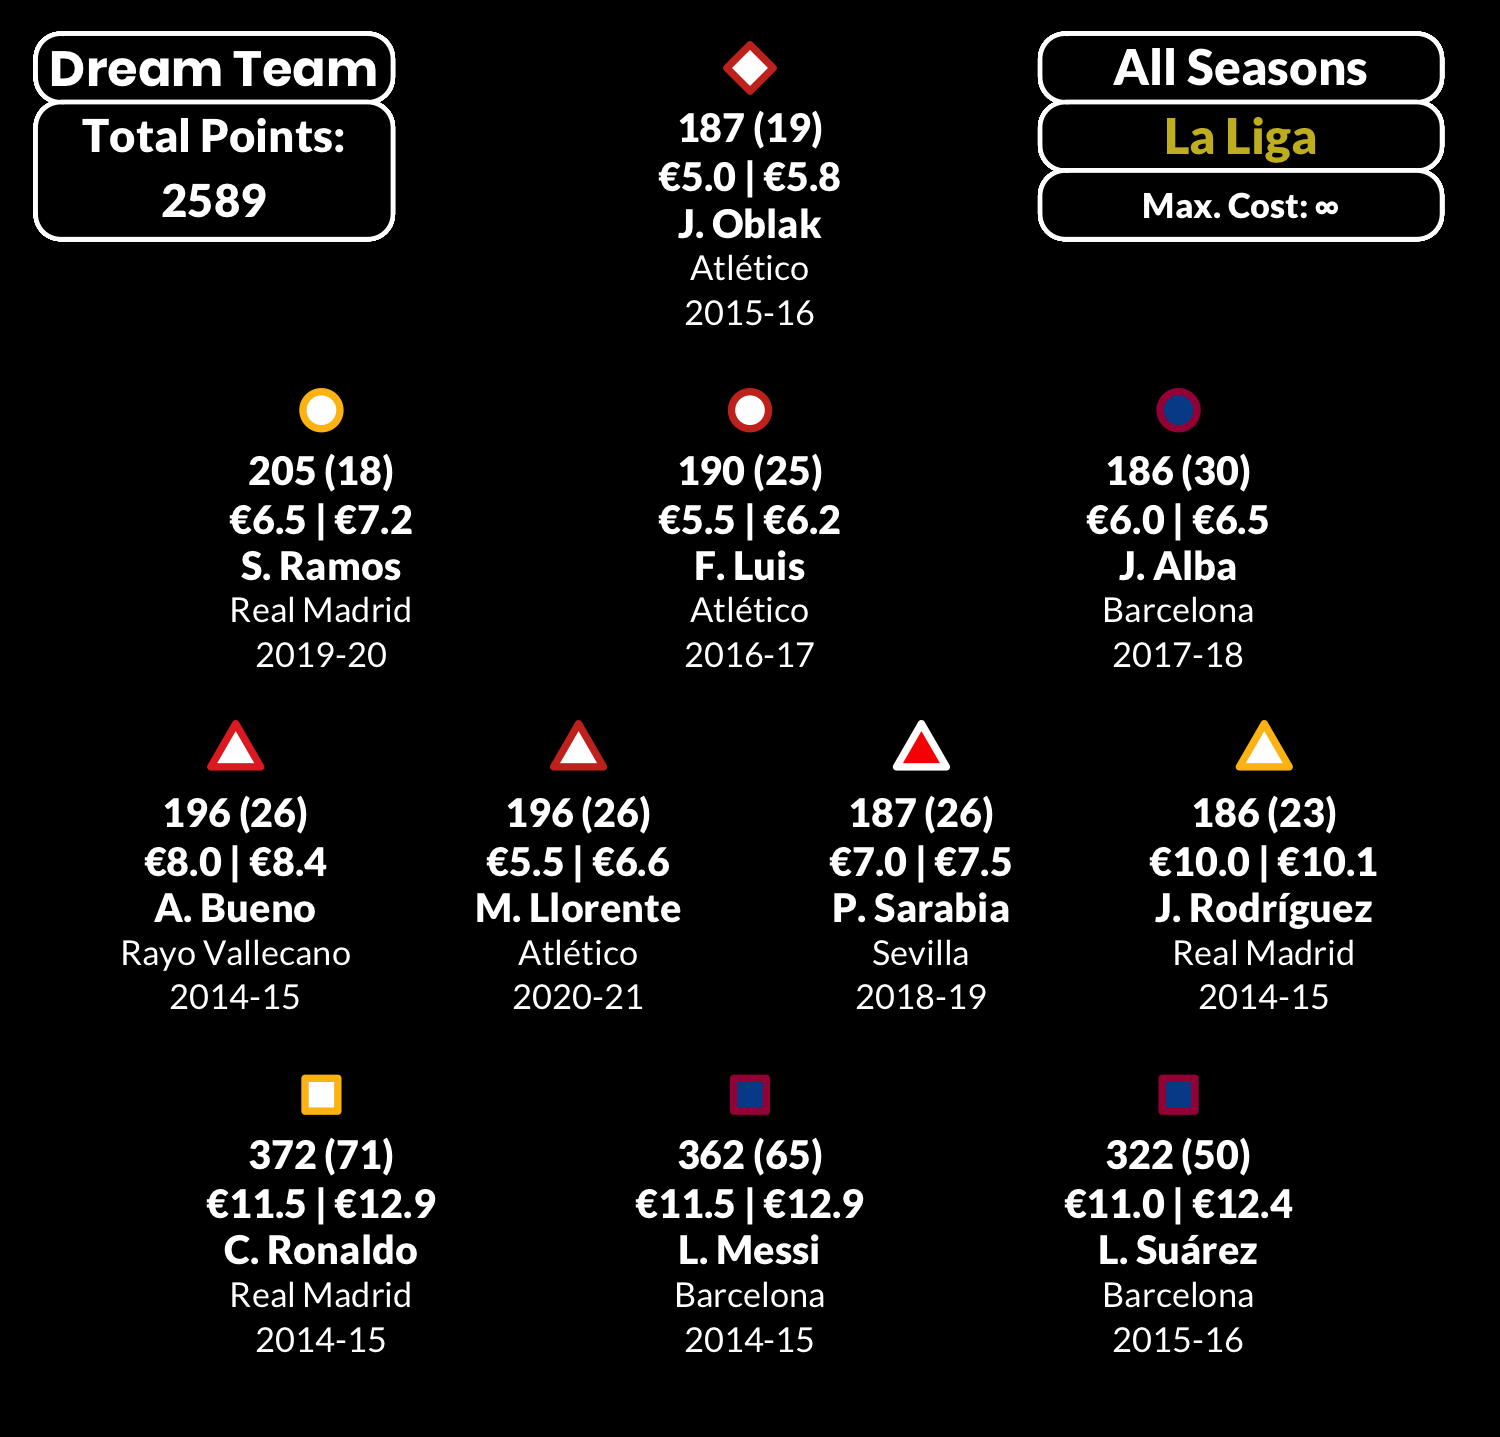 Dream Team
Total Points:
2589
All Seasons
La Liga
Max. Cost: ∞
187 (19)
€5.0 | €5.8
J. Oblak
Atlético
2015-16
205 (18)
€6.5 | €7.2
S. Ramos
Real Madrid
2019-20
190 (25)
€5.5 | €6.2
F. Luis
Atlético
2016-17
186 (30)
€6.0 | €6.5
J. Alba
Barcelona
2017-18
196 (26)
€8.0 | €8.4
A. Bueno
Rayo Vallecano
2014-15
196 (26)
€5.5 | €6.6
M. Llorente
Atlético
2020-21
187 (26)
€7.0 | €7.5
P. Sarabia
Sevilla
2018-19
186 (23)
€10.0 | €10.1
J. Rodríguez
Real Madrid
2014-15
372 (71)
€11.5 | €12.9
C. Ronaldo
Real Madrid
2014-15
362 (65)
€11.5 | €12.9
L. Messi
Barcelona
2014-15
322 (50)
€11.0 | €12.4
L. Suárez
Barcelona
2015-16